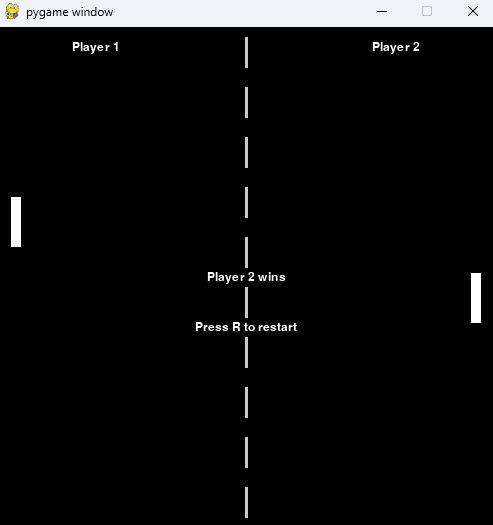 pygame window
Player 1
Player 2
Player 2 wins
Press R to restart